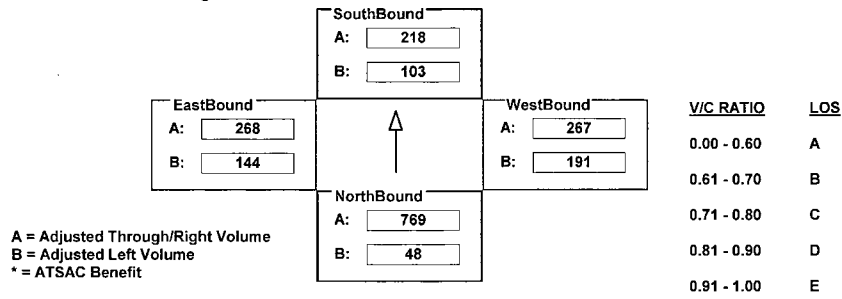 SouthBound
A: 218
B: 103
EastBound
A: 268
B: 144
WestBound
A: 267
B: 191
NorthBound
A: 769
B: 48
A = Adjusted Through/Right Volume
B = Adjusted Left Volume
* = ATSAC Benefit
V/C RATIO LOS
0.00 - 0.60 A
0.61 - 0.70 B
0.71 - 0.80 C
0.81 - 0.90 D
0.91 - 1.00 E